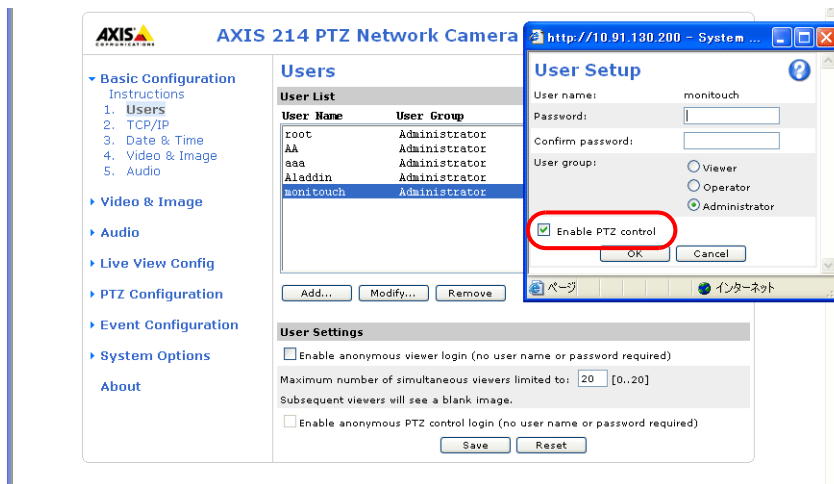 AXIS
COMMUNICATIONS
AXIS 214 PTZ Network Camera
Basic Configuration
Instructions
1. Users
2. TCP/IP
3. Date & Time
4. Video & Image
5. Audio
Video & Image
Audio
Live View Config
PTZ Configuration
Event Configuration
System Options
About
Users
User List
User Name User Group
root Administrator
AA Administrator
aaa Administrator
Aladdin Administrator
monitouch Administrator
Add... Modify... Remove
User Settings
Enable anonymous viewer login (no user name or password required)
Maximum number of simultaneous viewers limited to: 20 [0..20]
Subsequent viewers will see a blank image.
Enable anonymous PTZ control login (no user name or password required)
Save Reset
http://10.91.130.200 - System ...
User Setup
User name: monitouch
Password:
Confirm password:
User group: Viewer
Operator
Administrator
Enable PTZ control
OK Cancel
ページ インターネット